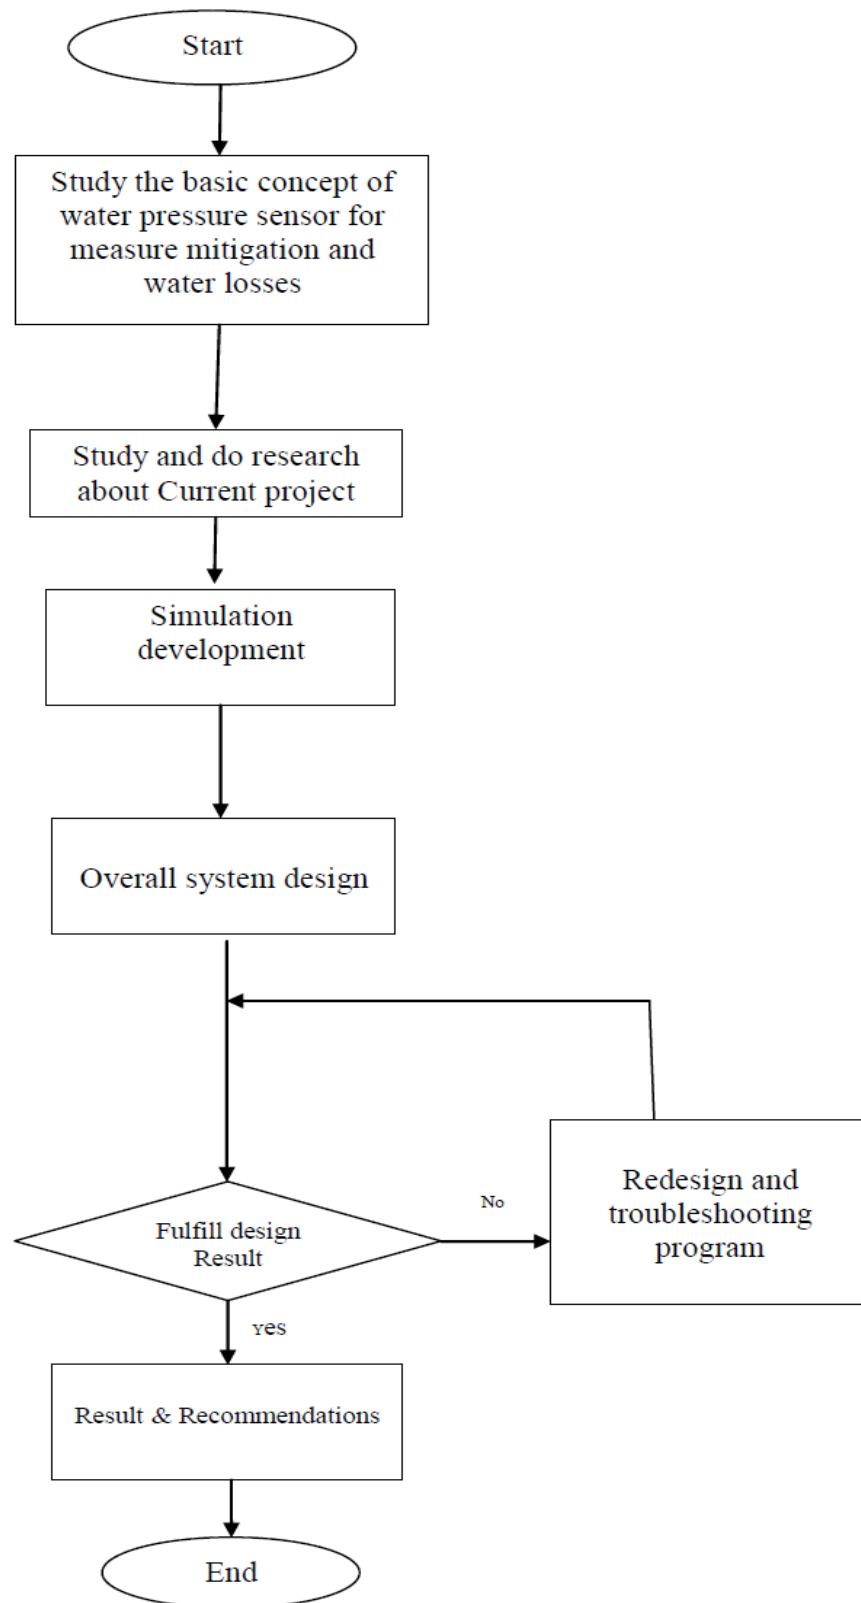 Start
Study the basic concept of
water pressure sensor for
measure mitigation and
water losses
Study and do research
about Current project
Simulation
development
Overall system design
Fulfill design
Result
No
Redesign and
troubleshooting
program
Yes
Result & Recommendations
End